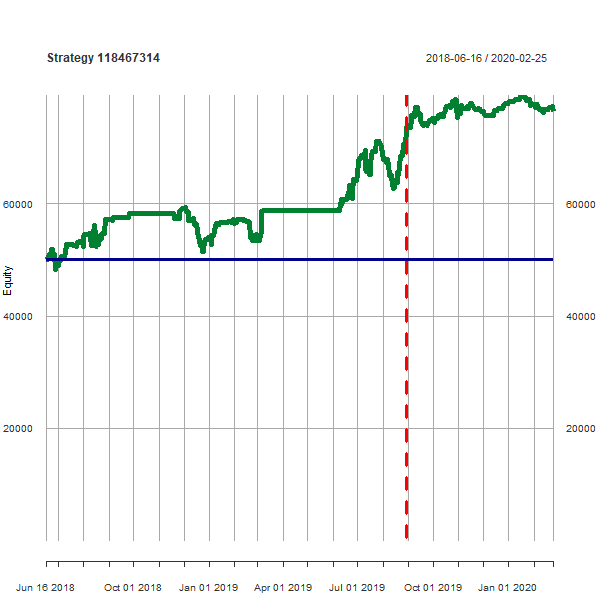 Strategy 118467314 2018-06-16 / 2020-02-25
60000 60000
Equity
40000 40000
20000 20000
Jun 16 2018 Oct 01 2018 Jan 01 2019 Apr 01 2019 Jul 01 2019 Oct 01 2019 Jan 01 2020